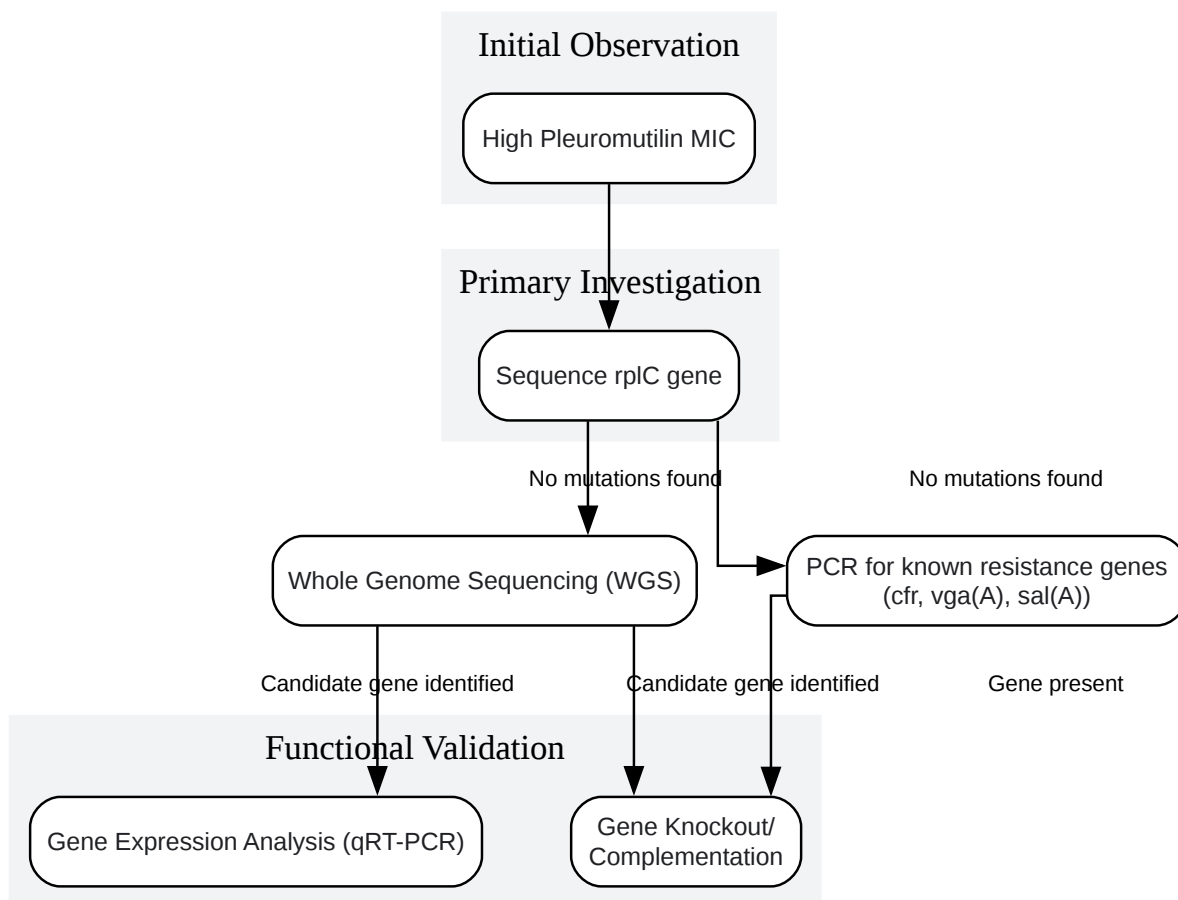 Initial Observation
High Pleuromutilin MIC
Primary Investigation
Sequence rplC gene
No mutations found
No mutations found
Whole Genome Sequencing (WGS)
PCR for known resistance genes
(cfr, vga(A), sal(A))
Candidate gene identified
Candidate gene identified
Gene present
Functional Validation
Gene Expression Analysis (qRT-PCR)
Gene Knockout/
Complementation